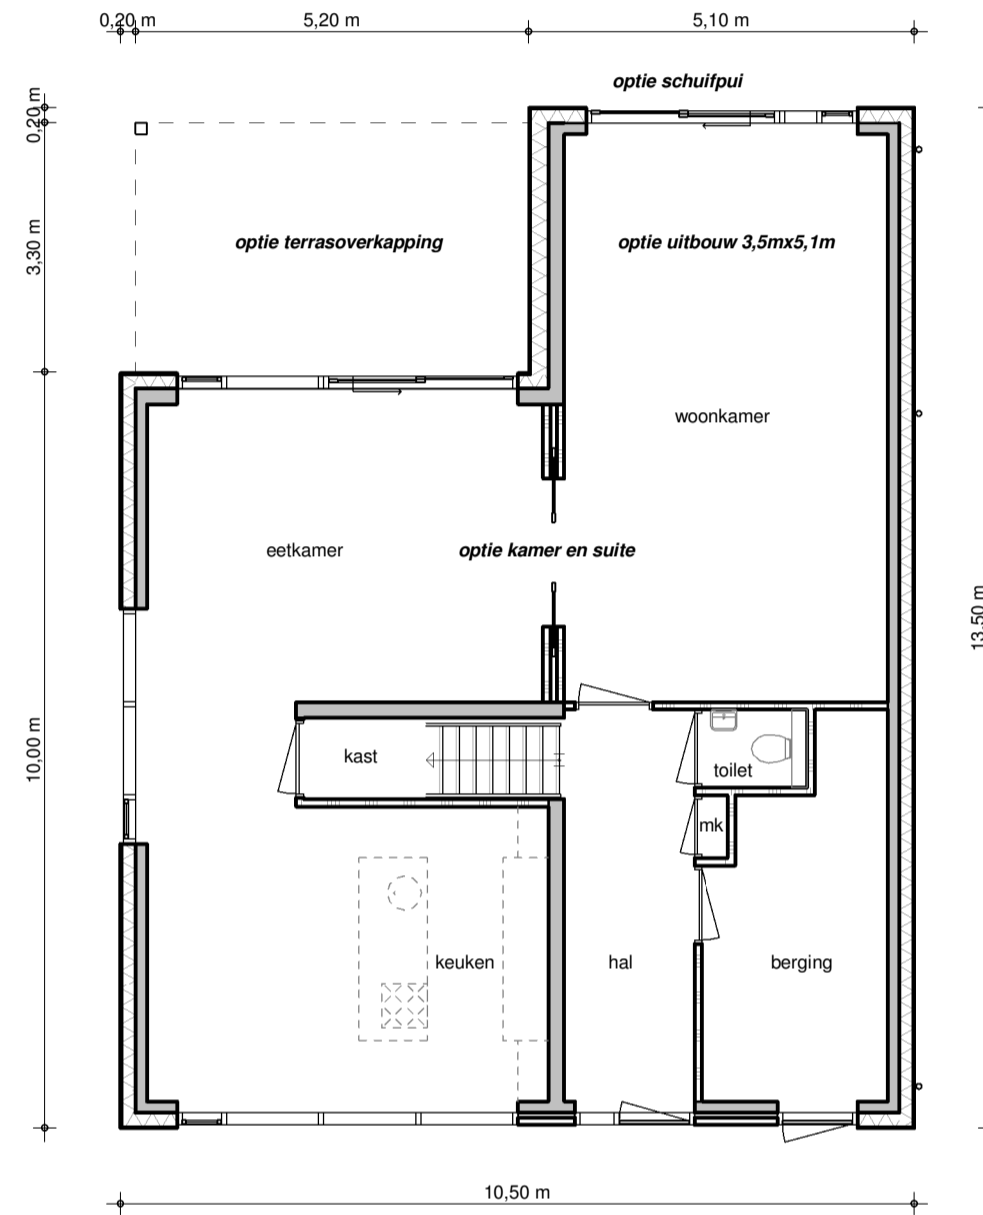 0,20 m
5,20 m
5,10 m
optie schuifpui
0,20 m
3,30 m
optie terrasoverkapping
optie uitbouw 3,5mx5,1m
woonkamer
eetkamer
optie kamer en suite
13,50 m
10,00 m
kast
toilet
mk
keuken
hal
berging
10,50 m